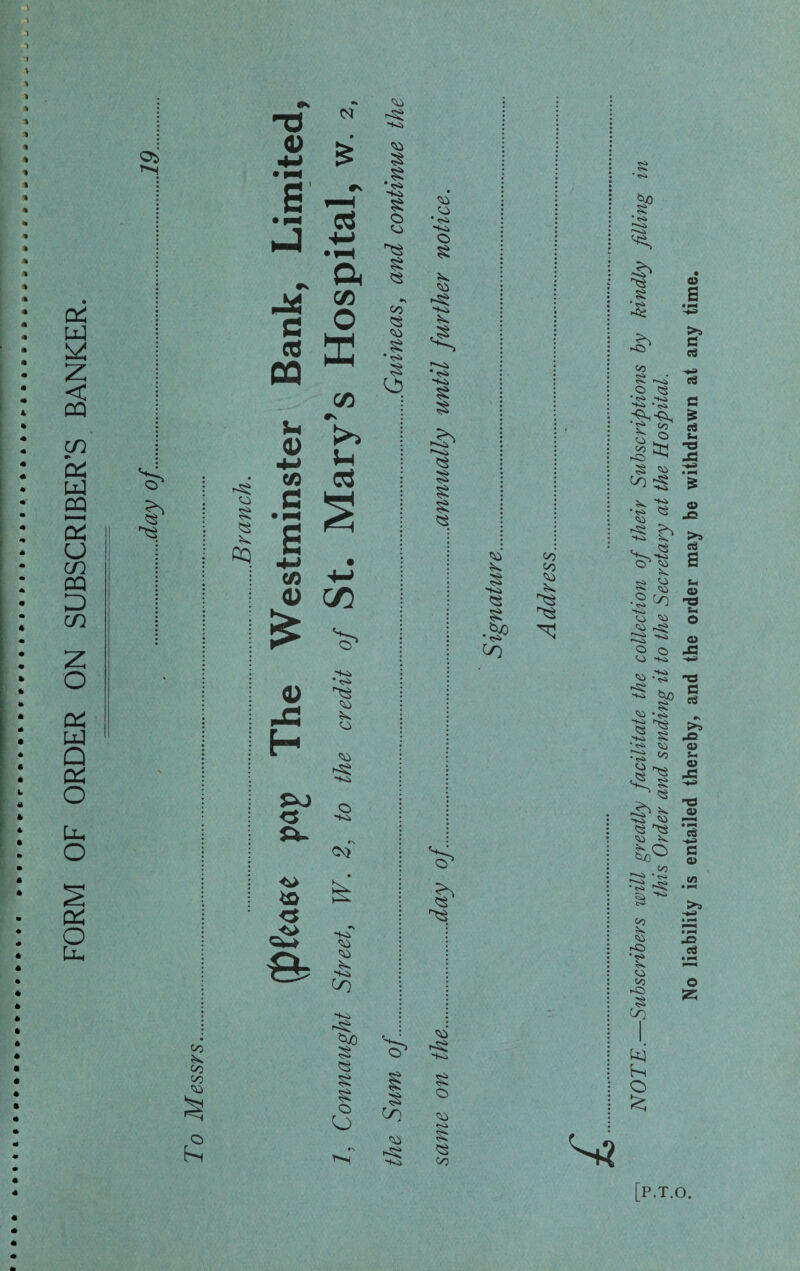 FORM OF ORDER ON SUBSCRIBER'S BANKER.
day of 19
To Messrs.
Branch.
Please pay The Westminster Bank, Limited,
1, Connaught Street, W. 2, to the credit of St. Mary's Hospital, W. 2,
the Sum of Guineas, and continue the
same on the day of annually until further notice.
Signature
Address
£
NOTE.—Subscribers will greatly facilitate the collection of their Subscriptions by kindly filling in
this Order and sending it to the Secretary at the Hospital.
No liability is entailed thereby, and the order may be withdrawn at any time.
[P.T.O.